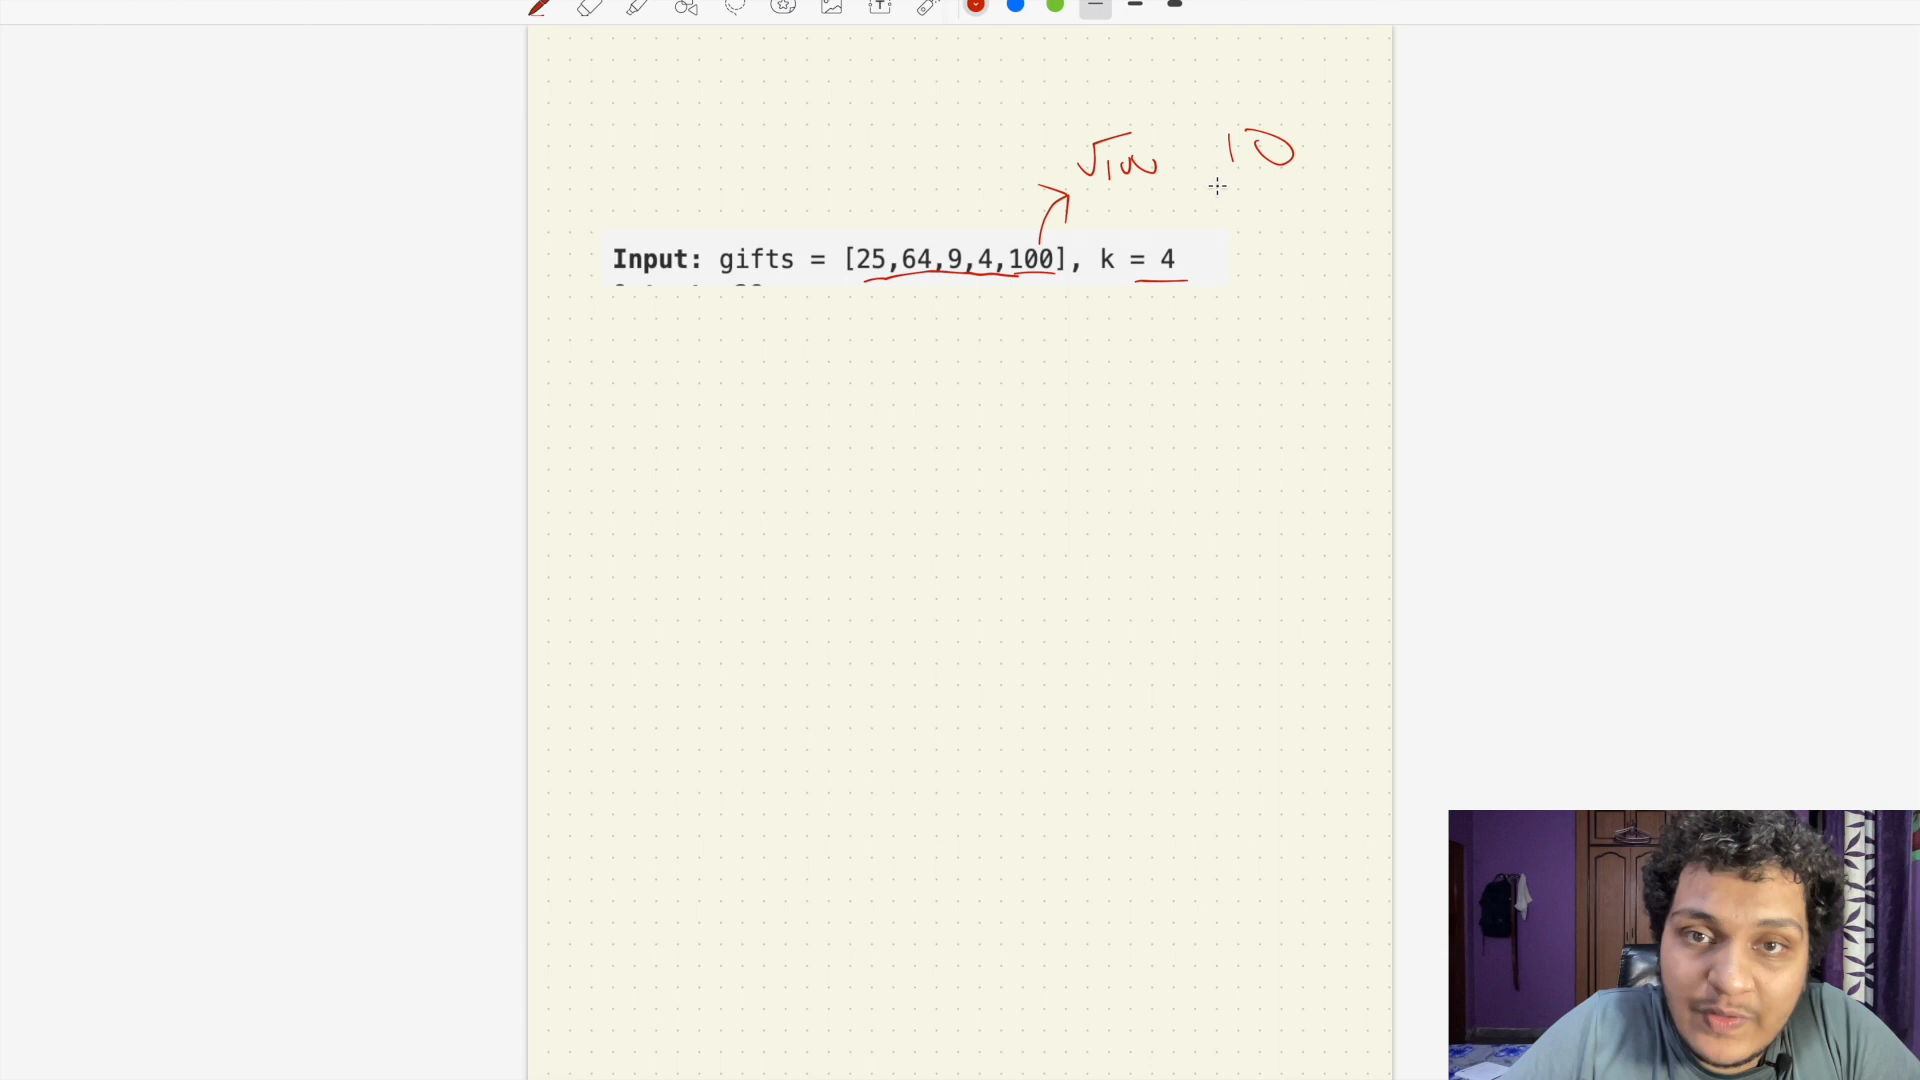 √100 10
Input: gifts = [25,64,9,4,100], k = 4